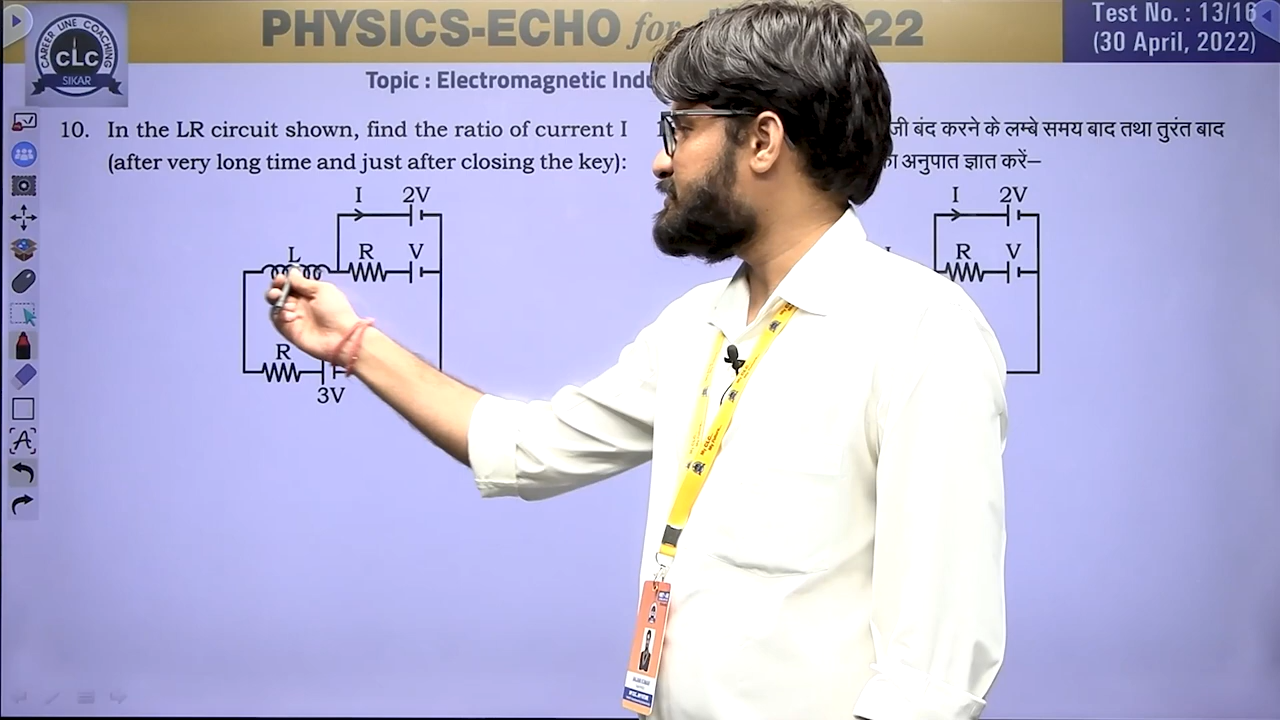 CAREER LINE COACHING
CLC
SIKAR
PHYSICS-ECHO for
22
Test No. : 13/16
(30 April, 2022)
Topic : Electromagnetic Indu
10. In the LR circuit shown, find the ratio of current I
(after very long time and just after closing the key):
जी बंद करने के लम्बे समय बाद तथा तुरंत बाद
अनुपात ज्ञात करें–
I 2V
L R V
R
3V
I 2V
R V
A